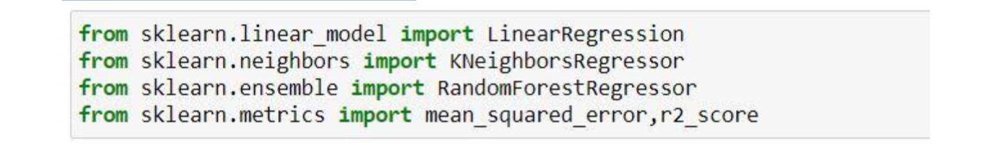 from sklearn.linear_model import LinearRegression
from sklearn.neighbors import KNeighborsRegressor
from sklearn.ensemble import RandomForestRegressor
from sklearn.metrics import mean_squared_error,r2_score